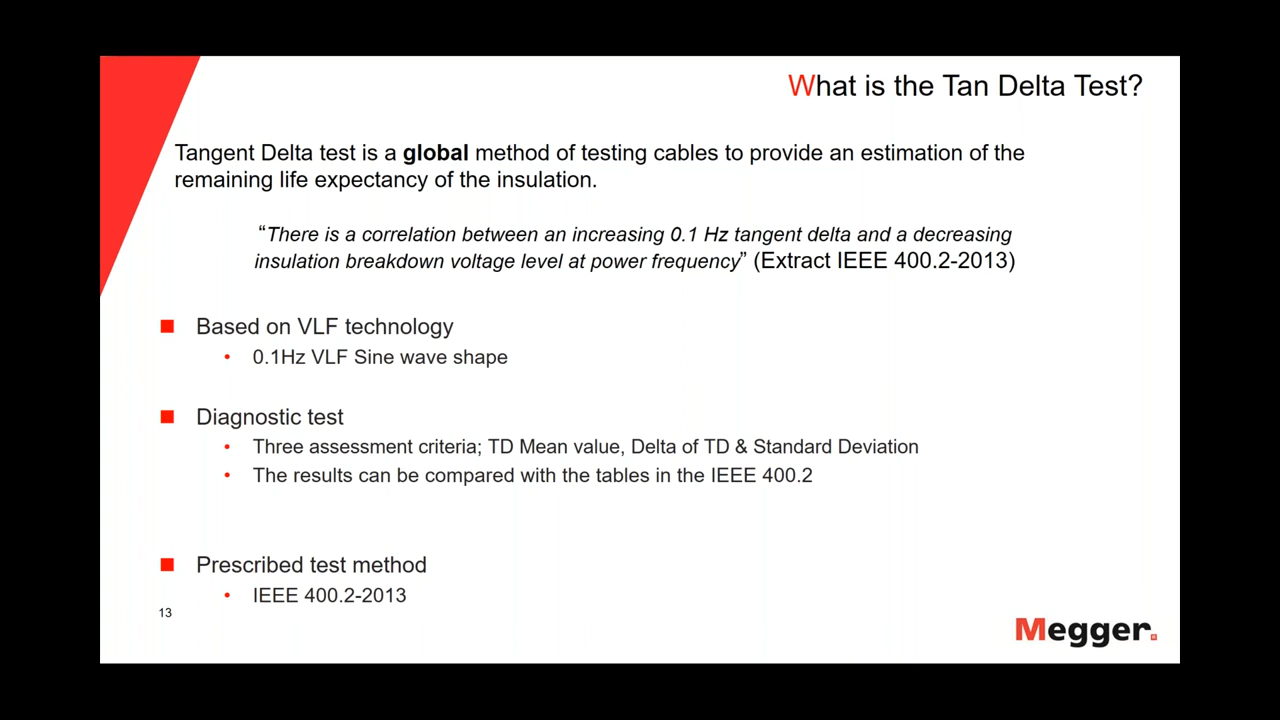 What is the Tan Delta Test?
Tangent Delta test is a global method of testing cables to provide an estimation of the
remaining life expectancy of the insulation.
“There is a correlation between an increasing 0.1 Hz tangent delta and a decreasing
insulation breakdown voltage level at power frequency” (Extract IEEE 400.2-2013)
Based on VLF technology
• 0.1Hz VLF Sine wave shape
Diagnostic test
• Three assessment criteria; TD Mean value, Delta of TD & Standard Deviation
• The results can be compared with the tables in the IEEE 400.2
Prescribed test method
• IEEE 400.2-2013
13
Megger.